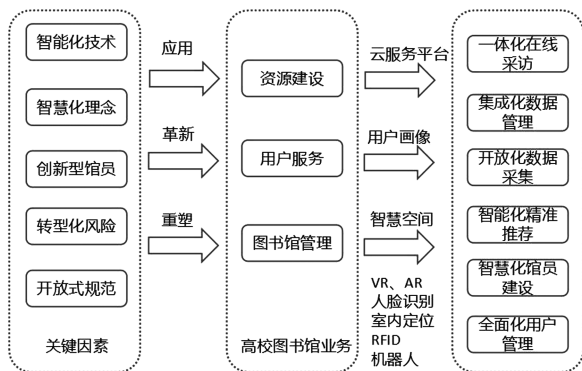 智能化技术
智慧化理念
创新型馆员
转型化风险
开放式规范
关键因素
应用
革新
重塑
资源建设
用户服务
图书馆管理
高校图书馆业务
云服务平台
用户画像
智慧空间
VR、AR
人脸识别
室内定位
RFID
机器人
一体化在线
采访
集成化数据
管理
开放化数据
采集
智能化精准
推荐
智慧化馆员
建设
全面化用户
管理